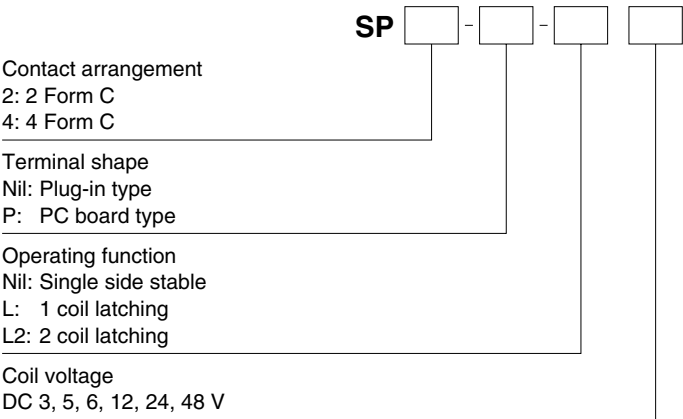 SP - -
Contact arrangement
2: 2 Form C
4: 4 Form C
Terminal shape
Nil: Plug-in type
P: PC board type
Operating function
Nil: Single side stable
L: 1 coil latching
L2: 2 coil latching
Coil voltage
DC 3, 5, 6, 12, 24, 48 V